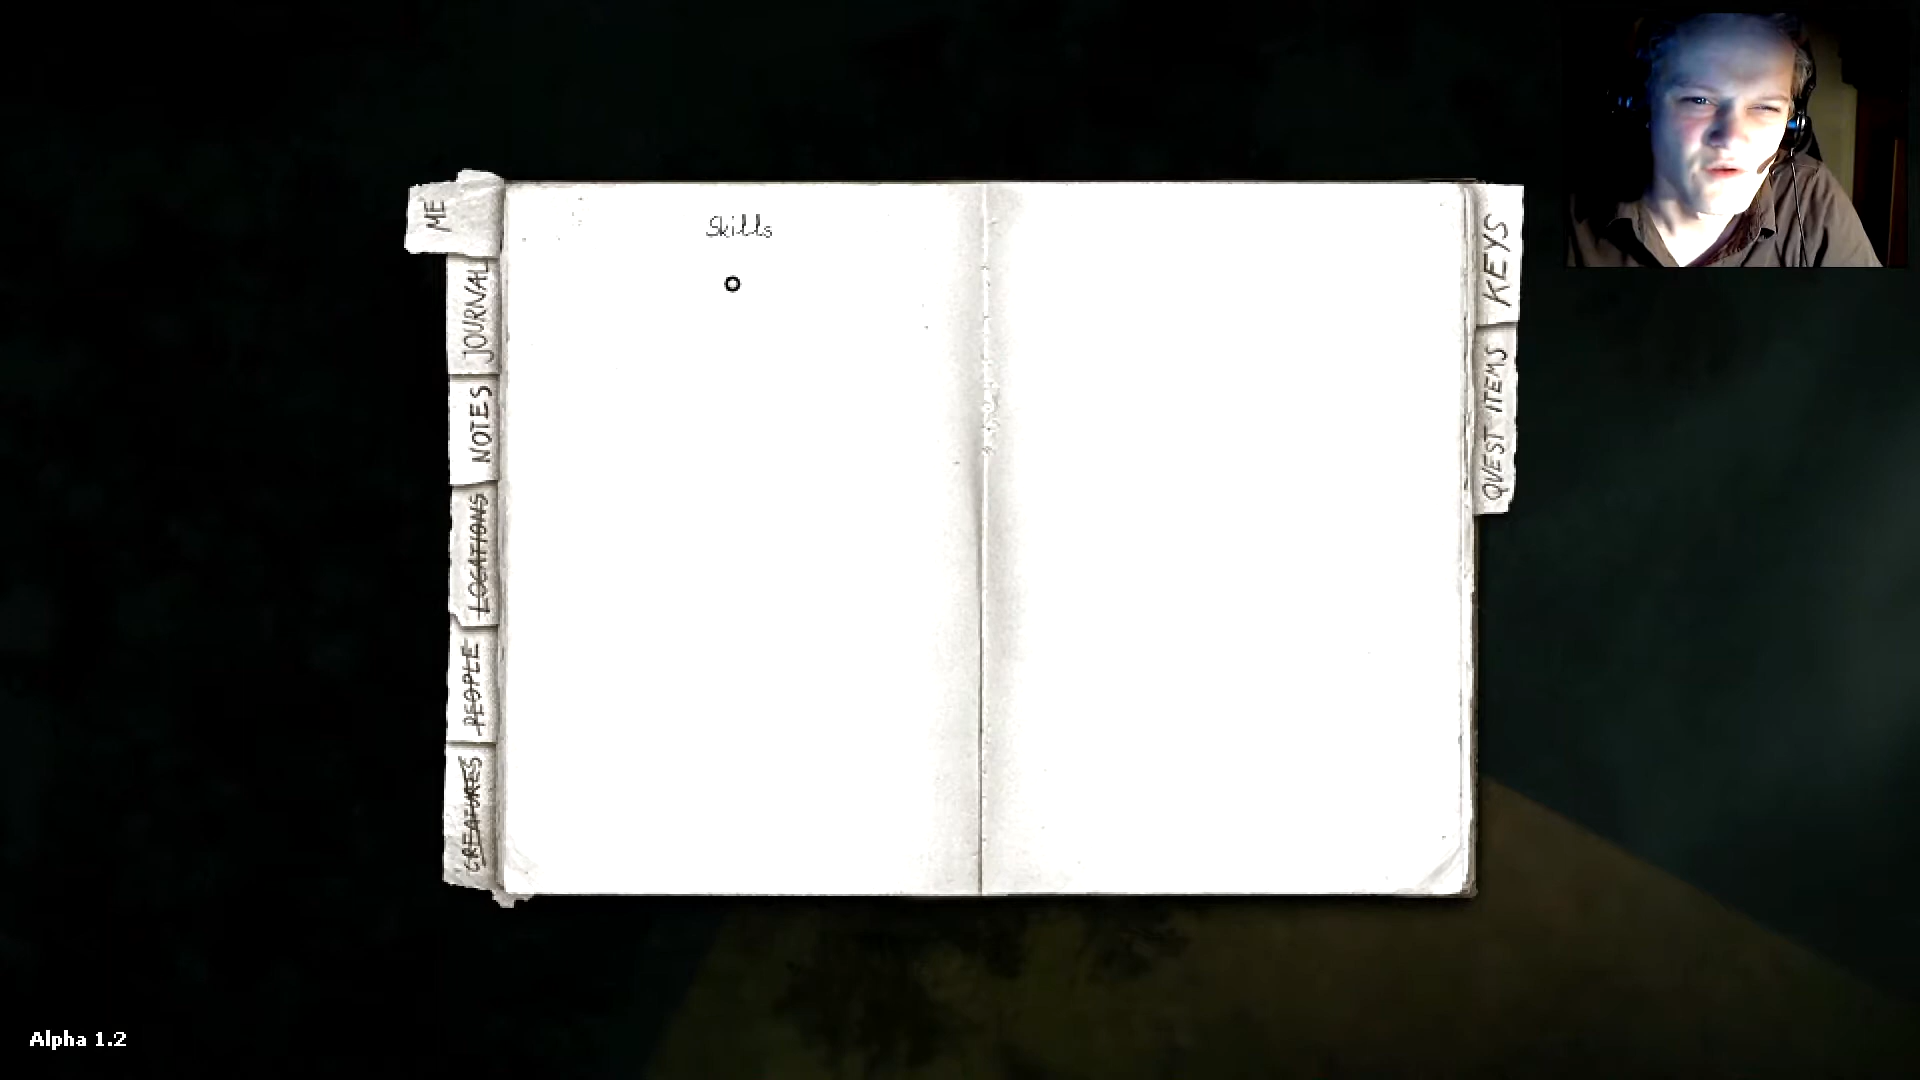 ME
JOURNAL
NOTES
LOCATIONS
PEOPLE
CREATURES
Skills
KEYS
QUEST ITEMS
Alpha 1.2